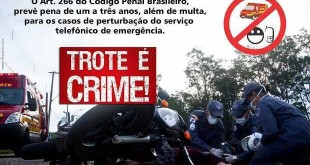 O Art. 266 do Código Penal Brasileiro,
prevê pena de um a três anos, além de multa,
para os casos de perturbação do serviço
telefônico de emergência.
TROTE É
CRIME!